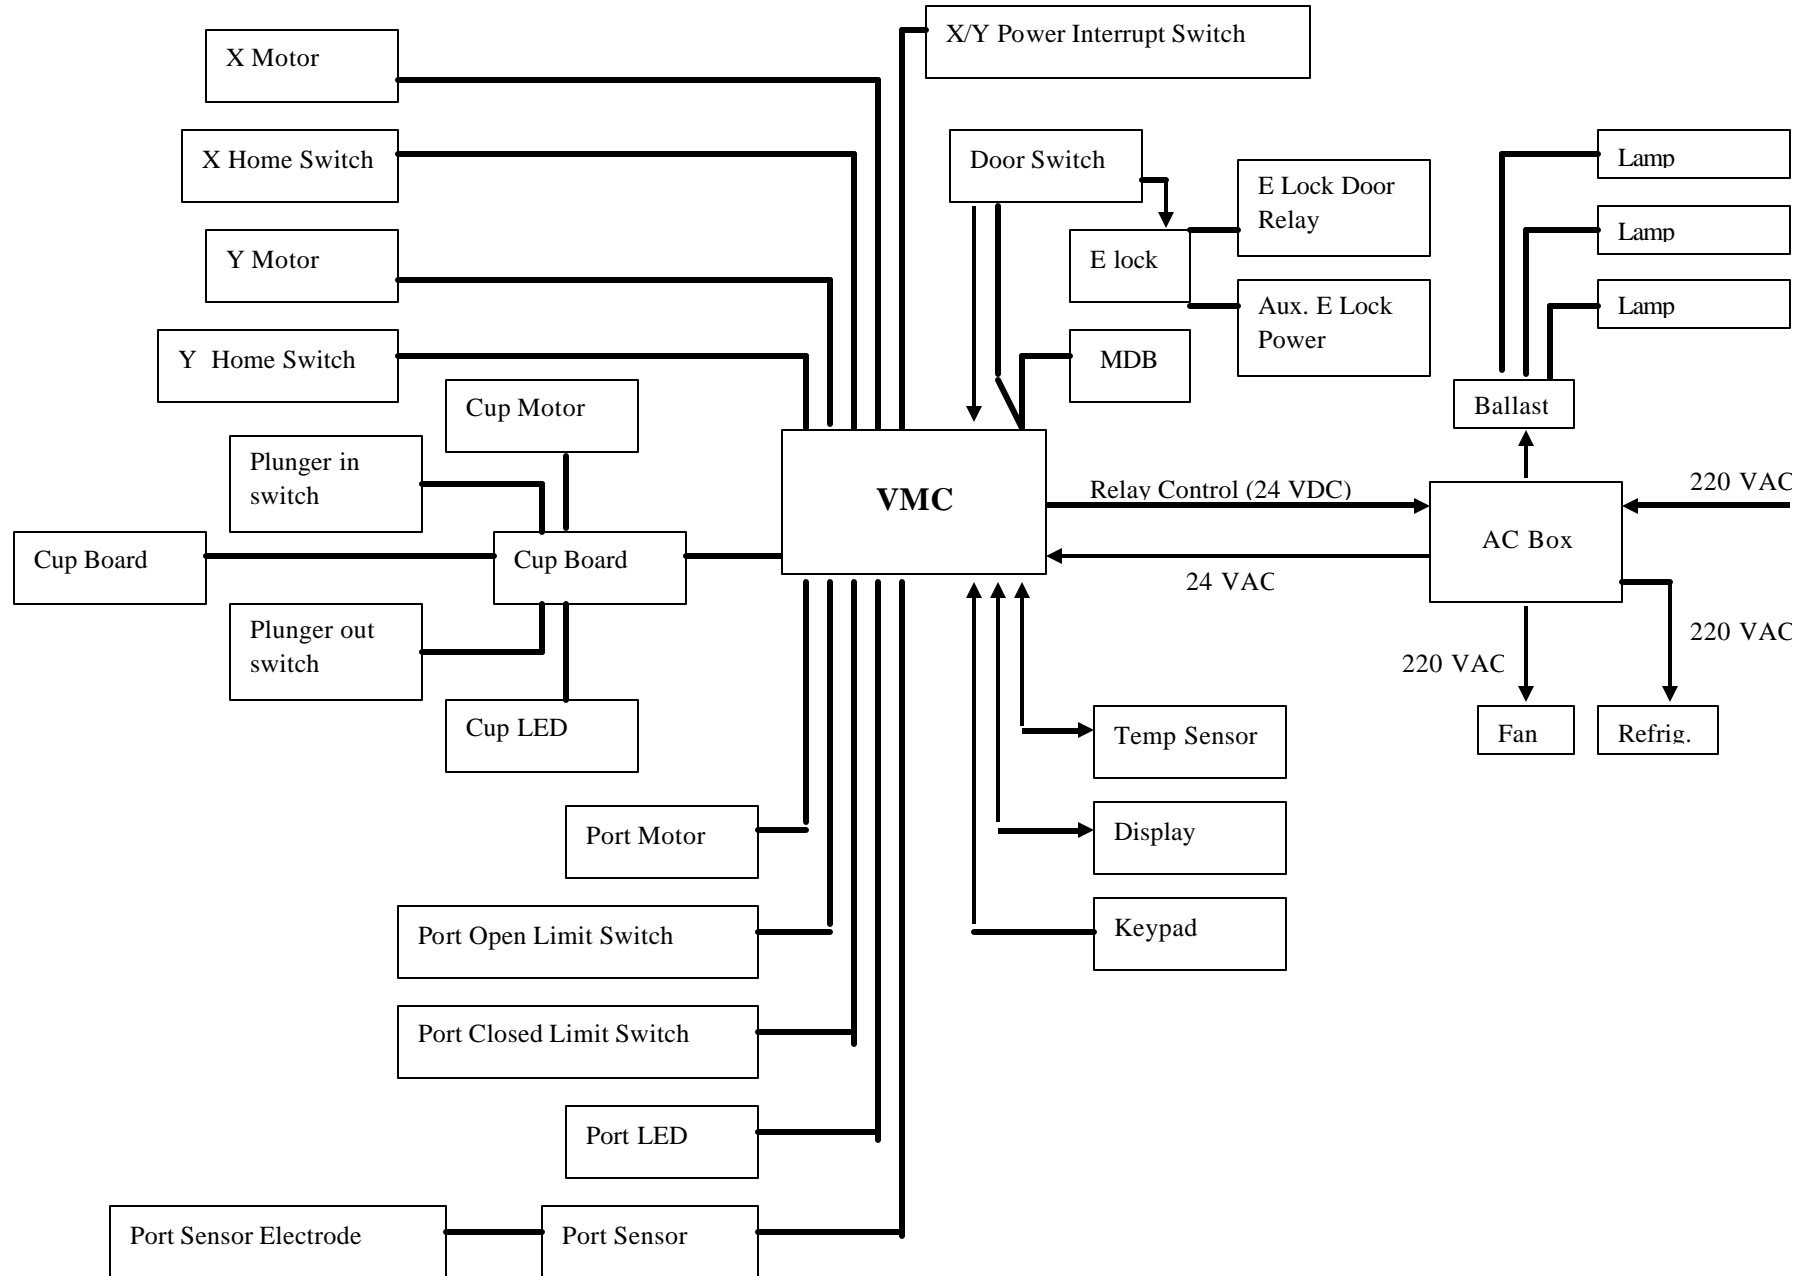 X/Y Power Interrupt Switch
X Motor
X Home Switch
Door Switch
Lamp
E Lock Door
Relay
Lamp
Y Motor
E lock
Aux. E Lock
Power
Lamp
Y Home Switch
MDB
Cup Motor
Ballast
Plunger in
switch
VMC
Relay Control (24 VDC)
220 VAC
Cup Board
Cup Board
AC Box
24 VAC
Plunger out
switch
220 VAC
220 VAC
Cup LED
Temp Sensor
Fan
Refrig.
Port Motor
Display
Port Open Limit Switch
Keypad
Port Closed Limit Switch
Port LED
Port Sensor Electrode
Port Sensor